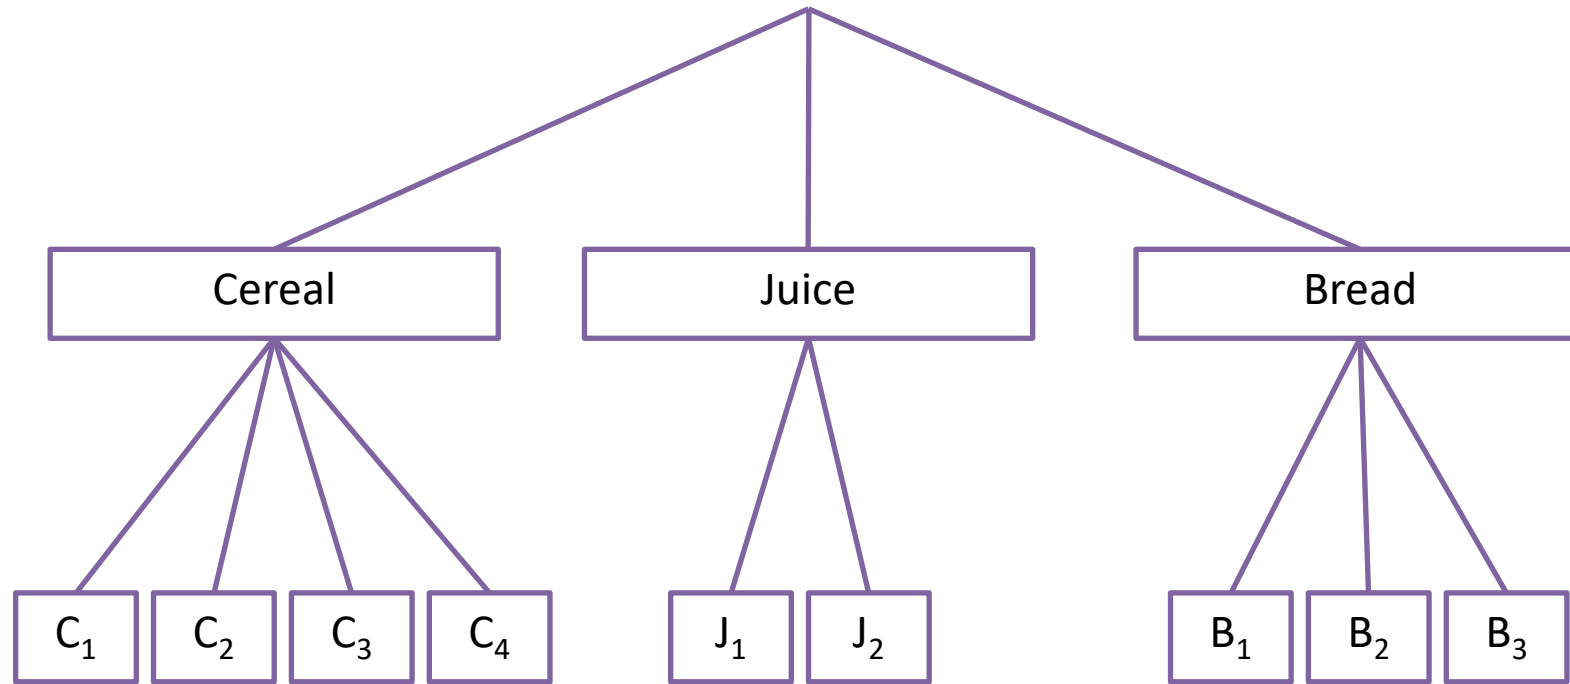 Cereal Juice Bread
C₁ C₂ C₃ C₄ J₁ J₂ B₁ B₂ B₃